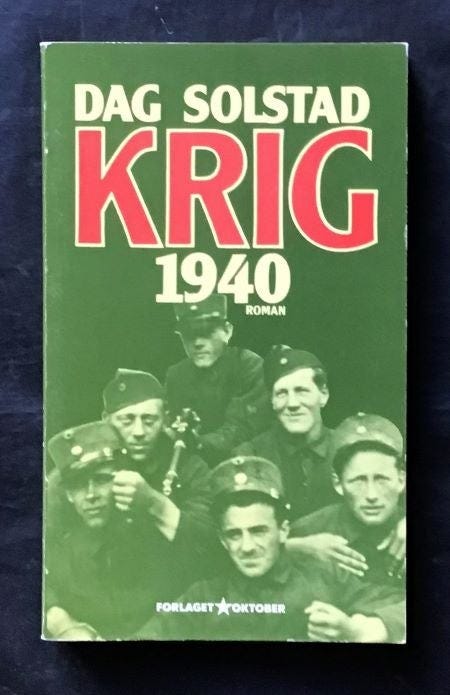 DAG SOLSTAD
KRIG
1940
ROMAN
FORLAGET OKTOBER